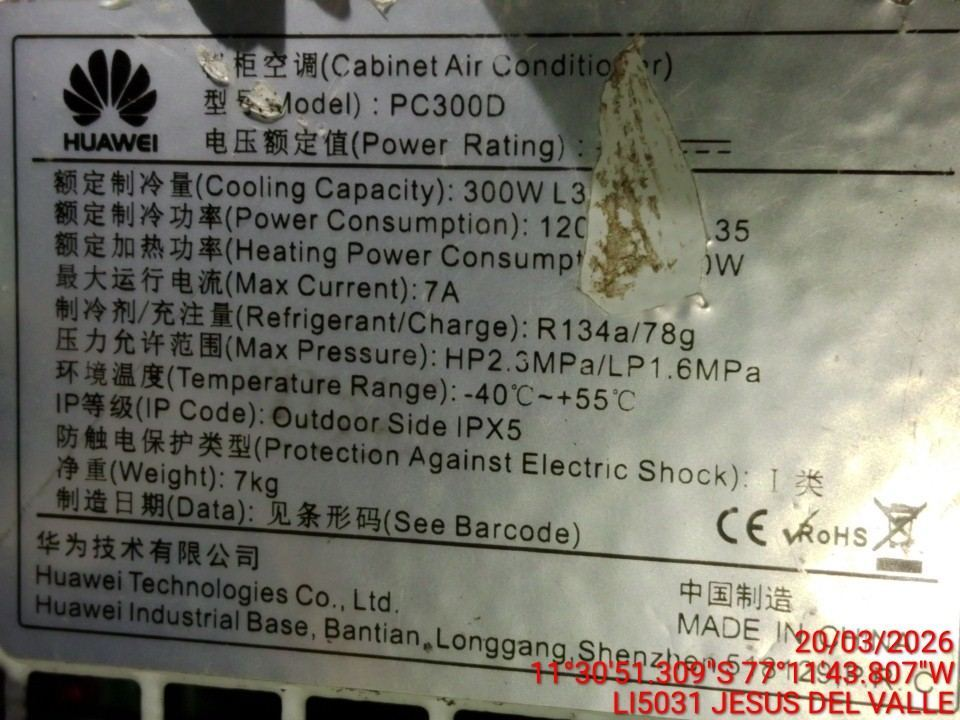 HUAWEI
柜空调(Cabinet Air Conditioner)
型号(Model) : PC300D
电压额定值(Power Rating) :
额定制冷量(Cooling Capacity): 300W L3
额定制冷功率(Power Consumption): 120 .35
额定加热功率(Heating Power Consumpt 0W
最大运行电流(Max Current): 7A
制冷剂/充注量(Refrigerant/Charge): R134a/78g
压力允许范围(Max Pressure): HP2.3MPa/LP1.6MPa
环境温度(Temperature Range): -40℃~+55℃
IP等级(IP Code): Outdoor Side IPX5
防触电保护类型(Protection Against Electric Shock): I 类
净重(Weight): 7kg
制造日期(Data): 见条形码(See Barcode)
CE RoHS
华为技术有限公司
Huawei Technologies Co., Ltd.
Huawei Industrial Base, Bantian, Longgang, Shenzhen
中国制造
MADE IN CHINA
20/03/2026
11°30'51.309"S 77°11'43.807"W
LI5031 JESUS DEL VALLE